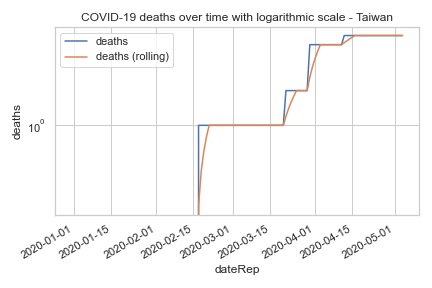 COVID-19 deaths over time with logarithmic scale - Taiwan
deaths
deaths (rolling)
deaths
10^0
2020-01-01
2020-01-15
2020-02-01
2020-02-15
2020-03-01
2020-03-15
2020-04-01
2020-04-15
2020-05-01
dateRep